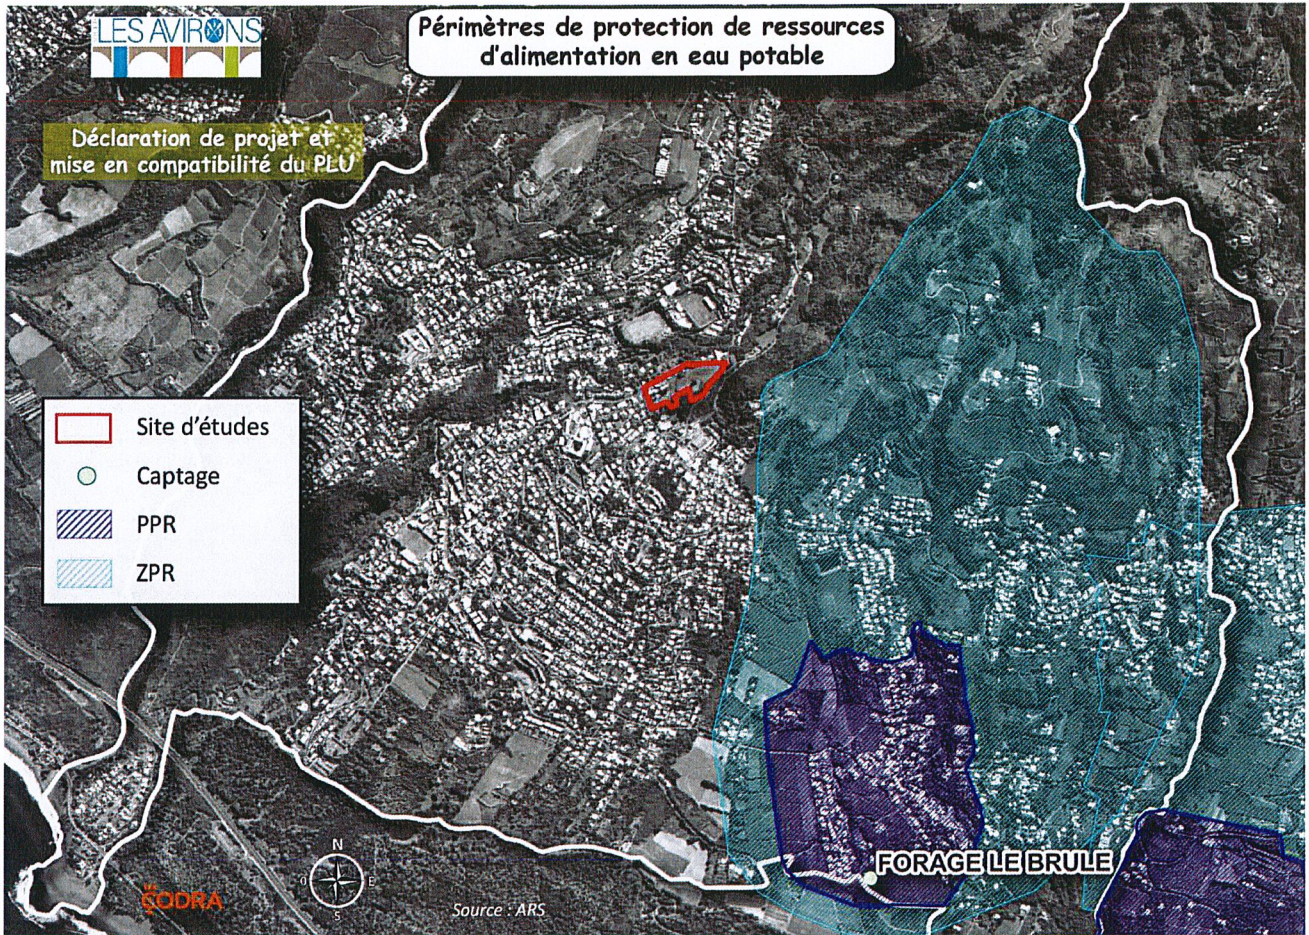 LES AVIRONS
Périmètres de protection de ressources
d'alimentation en eau potable
Déclaration de projet et
mise en compatibilité du PLU
Site d'études
Captage
PPR
ZPR
FORAGE LE BRULE
N
O
E
S
CODRA
Source : ARS